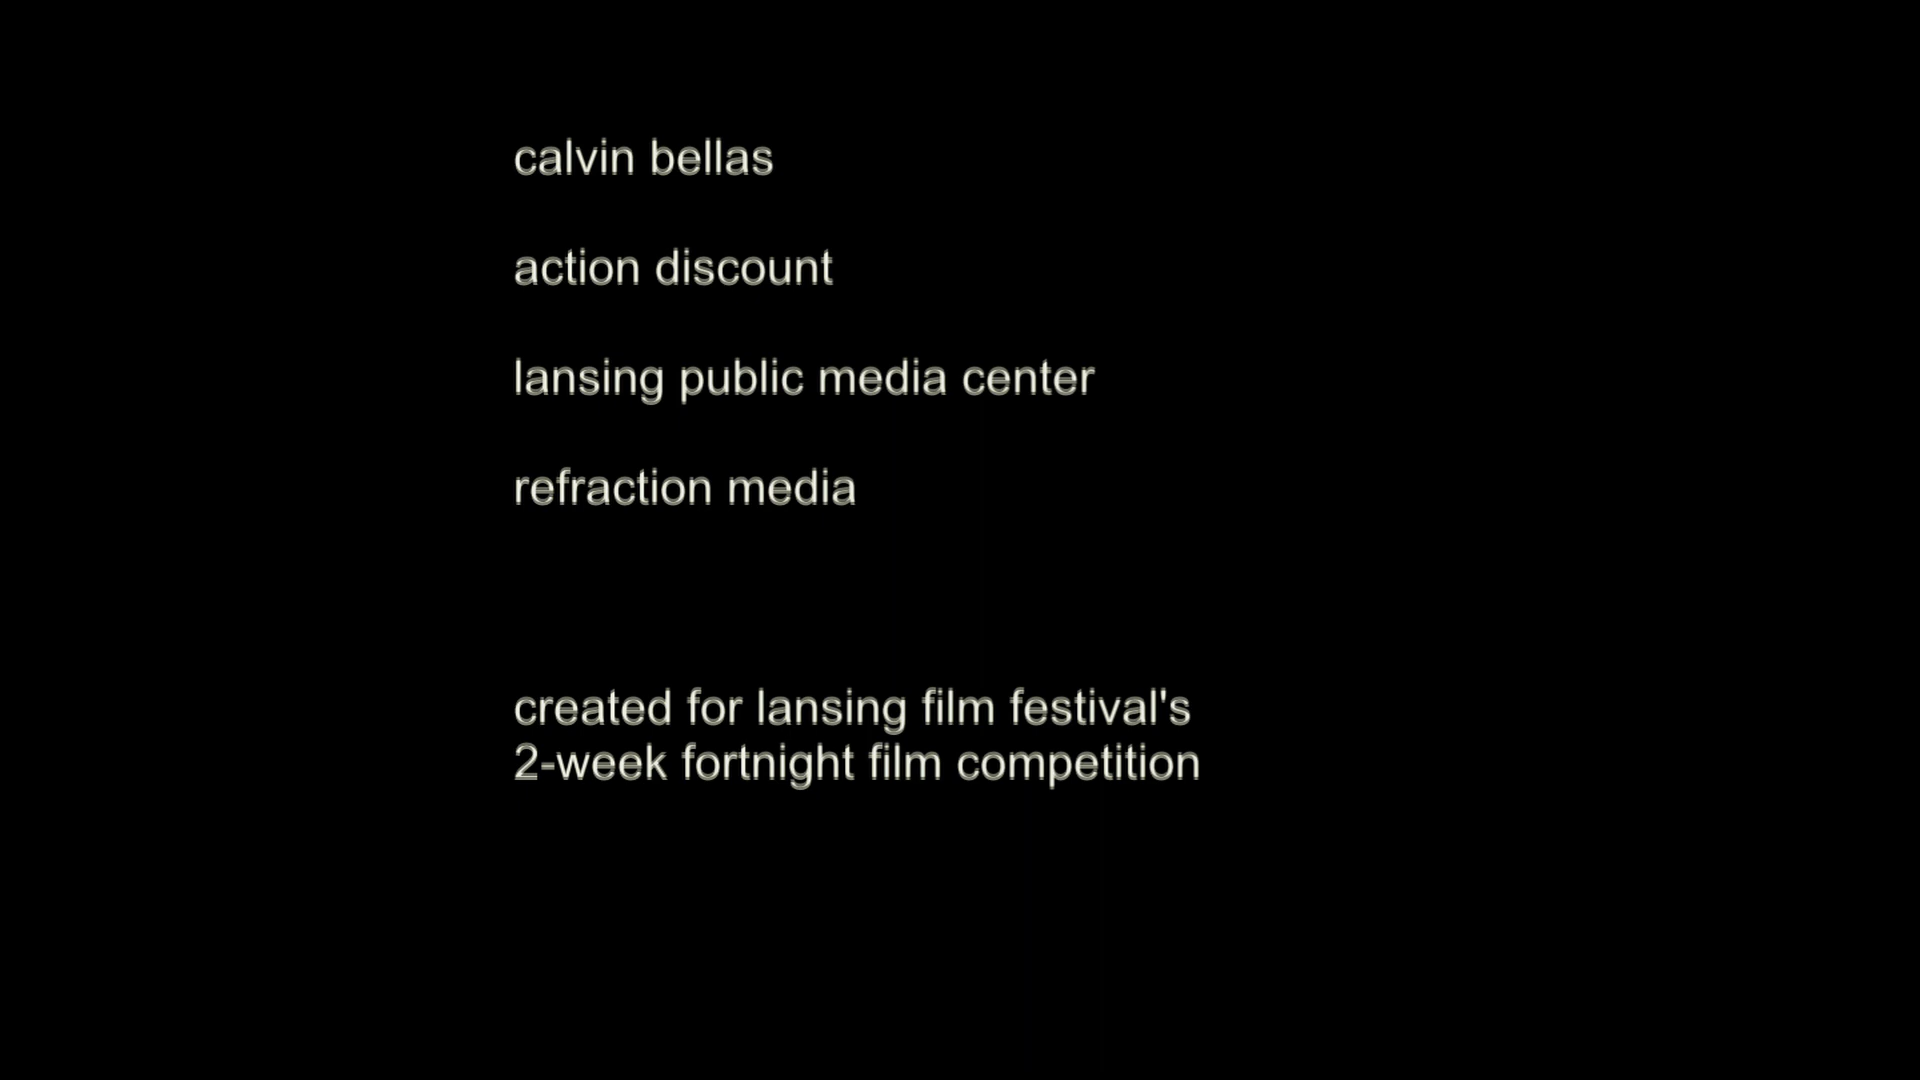 calvin bellas
action discount
lansing public media center
refraction media
created for lansing film festival's
2-week fortnight film competition